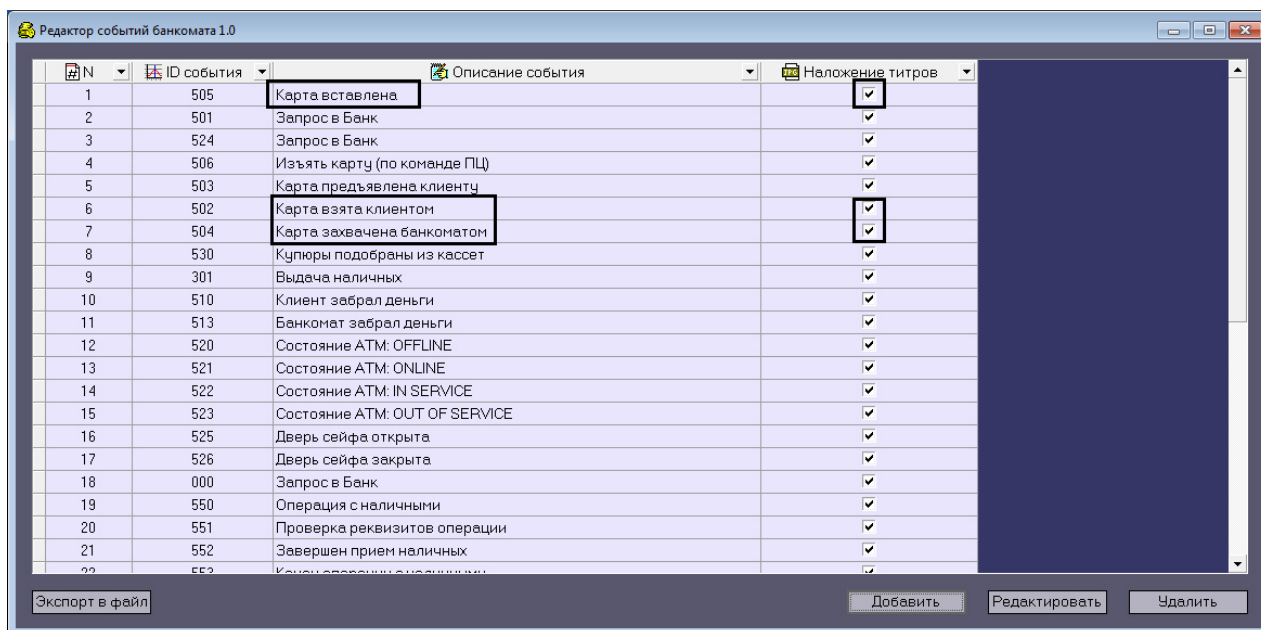 Редактор событий банкомата 1.0
N ID события Описание события Наложение титров
1 505 Карта вставлена
2 501 Запрос в Банк
3 524 Запрос в Банк
4 506 Изъять карту (по команде ПЦ)
5 503 Карта предъявлена клиенту
6 502 Карта взята клиентом
7 504 Карта захвачена банкоматом
8 530 Купюры подобраны из кассет
9 301 Выдача наличных
10 510 Клиент забрал деньги
11 513 Банкомат забрал деньги
12 520 Состояние ATM: OFFLINE
13 521 Состояние ATM: ONLINE
14 522 Состояние ATM: IN SERVICE
15 523 Состояние ATM: OUT OF SERVICE
16 525 Дверь сейфа открыта
17 526 Дверь сейфа закрыта
18 000 Запрос в Банк
19 550 Операция с наличными
20 551 Проверка реквизитов операции
21 552 Завершен прием наличных
Экспорт в файл Добавить Редактировать Удалить